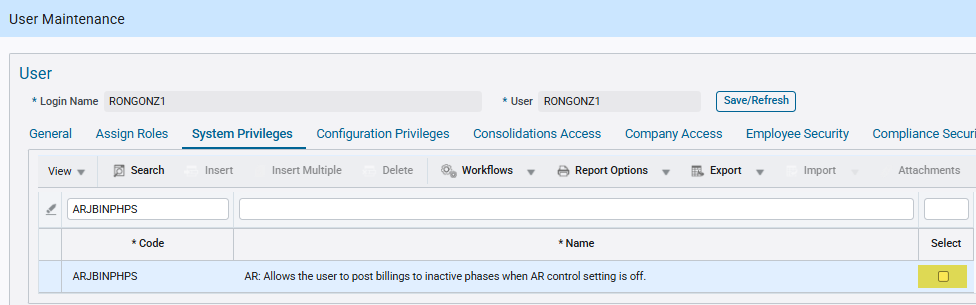 User Maintenance
User
* Login Name RONGONZ1 * User RONGONZ1 Save/Refresh
General Assign Roles System Privileges Configuration Privileges Consolidations Access Company Access Employee Security Compliance Securi
View Search Insert Insert Multiple Delete Workflows Report Options Export Import Attachments
ARJBINPHPS
* Code * Name Select
ARJBINPHPS AR: Allows the user to post billings to inactive phases when AR control setting is off.